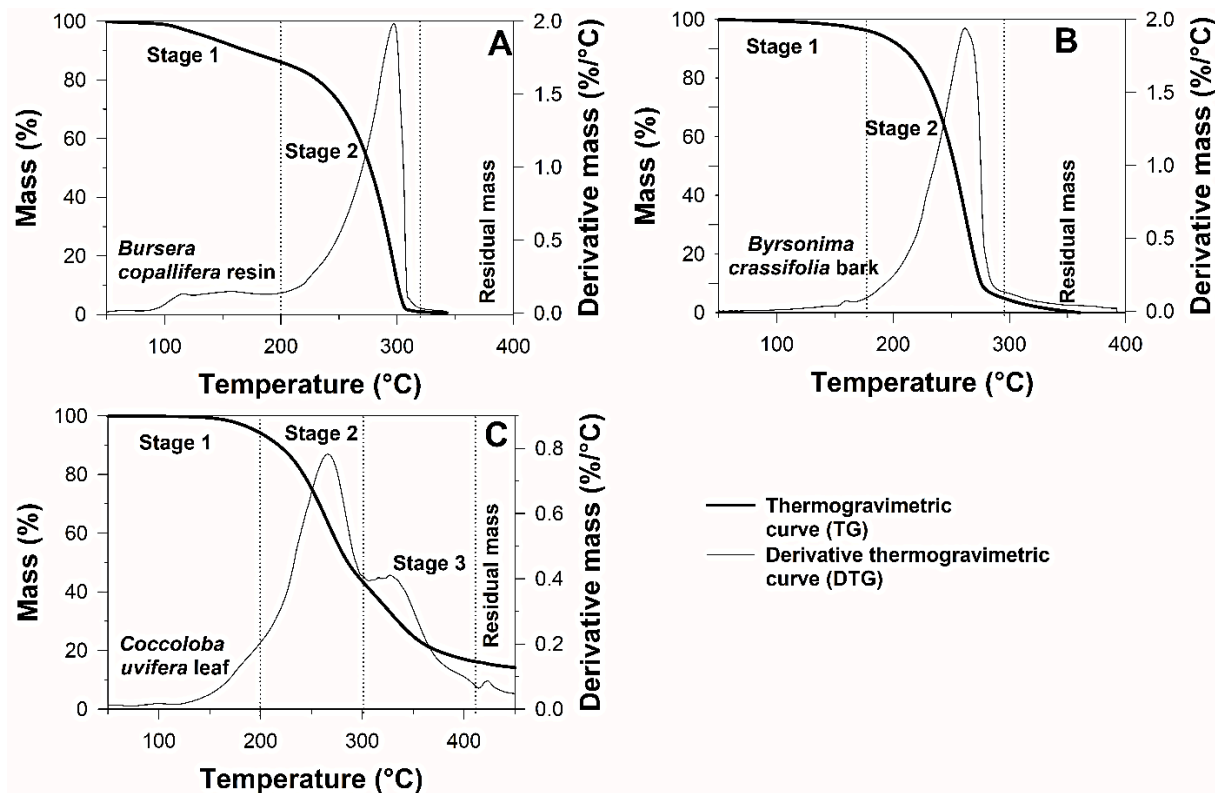 A
Mass (%)
100
80
60
40
20
0
Stage 1
Stage 2
Bursera
copallifera resin
Residual mass
2.0
1.5
1.0
0.5
0.0
Derivative mass (%/°C)
100
200
300
400
Temperature (°C)
B
Mass (%)
100
80
60
40
20
0
Stage 1
Stage 2
Byrsonima
crassifolia bark
Residual mass
2.0
1.5
1.0
0.5
0.0
Derivative mass (%/°C)
100
200
300
400
Temperature (°C)
C
Mass (%)
100
80
60
40
20
0
Stage 1
Stage 2
Stage 3
Coccoloba
uvifera leaf
Residual mass
0.8
0.6
0.4
0.2
0.0
Derivative mass (%/°C)
100
200
300
400
Temperature (°C)
Thermogravimetric
curve (TG)
Derivative thermogravimetric
curve (DTG)